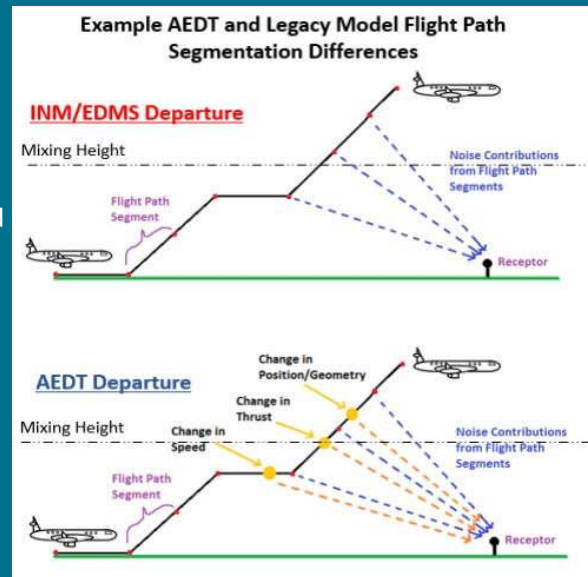 Example AEDT and Legacy Model Flight Path
Segmentation Differences
INM/EDMS Departure
Mixing Height
Noise Contributions
from Flight Path
Segments
Flight Path
Segment
Receptor
Change in
Position/Geometry
AEDT Departure
Change in
Thrust
Mixing Height
Change in
Speed
Noise Contributions
from Flight Path
Segments
Flight Path
Segment
Receptor